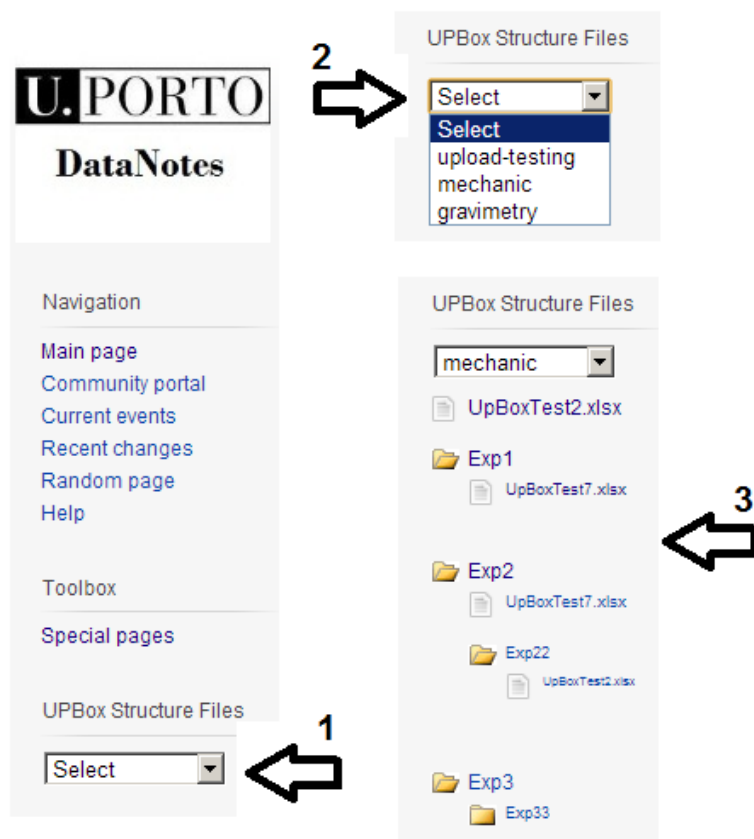 U. PORTO
DataNotes
Navigation
Main page
Community portal
Current events
Recent changes
Random page
Help
Toolbox
Special pages
UPBox Structure Files
Select
1
2
UPBox Structure Files
Select
Select
upload-testing
mechanic
gravimetry
UPBox Structure Files
mechanic
UpBoxTest2.xlsx
Exp1
UpBoxTest7.xlsx
Exp2
UpBoxTest7.xlsx
Exp22
UpBoxTest2.xlsx
Exp3
Exp33
3